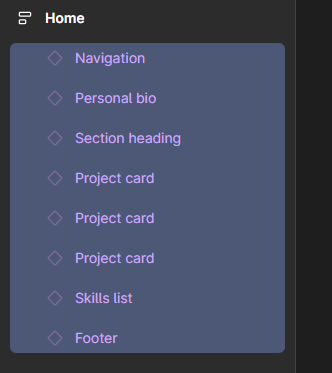 Home
Navigation
Personal bio
Section heading
Project card
Project card
Project card
Skills list
Footer